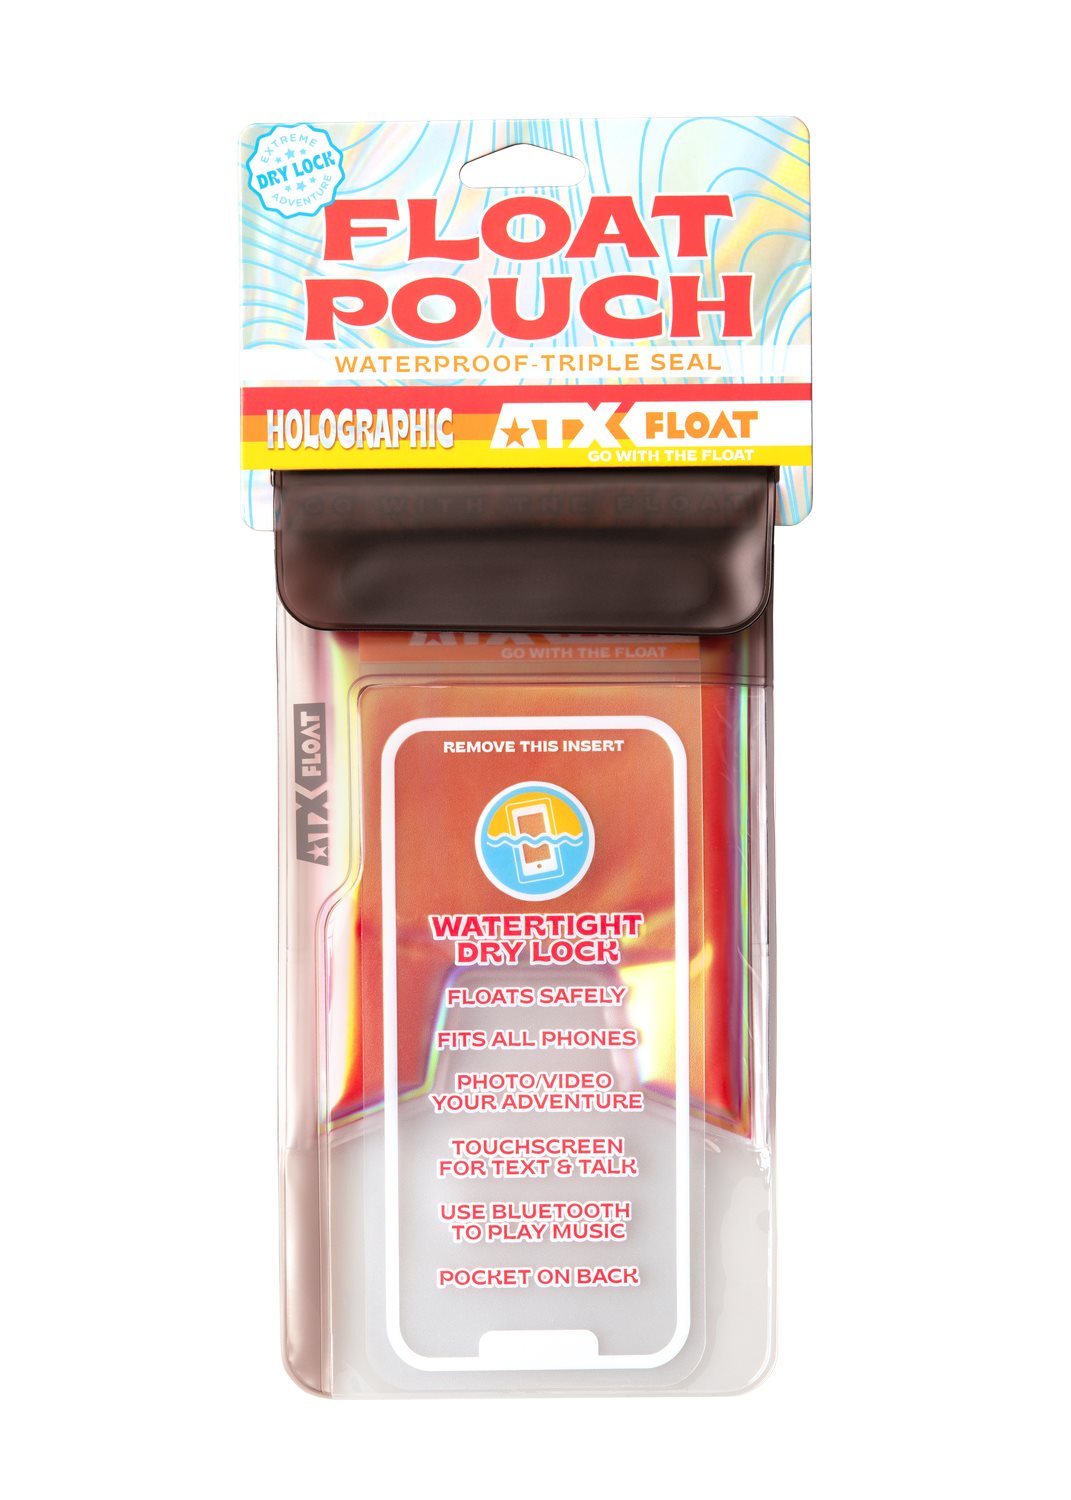 EXTREME
DRY LOCK
ADVENTURE
FLOAT
POUCH
WATERPROOF-TRIPLE SEAL
HOLOGRAPHIC
ATX FLOAT
GO WITH THE FLOAT
GO WITH THE FLOAT
GO WITH THE FLOAT
ATX FLOAT
REMOVE THIS INSERT
WATERTIGHT
DRY LOCK
FLOATS SAFELY
FITS ALL PHONES
PHOTO/VIDEO
YOUR ADVENTURE
TOUCHSCREEN
FOR TEXT & TALK
USE BLUETOOTH
TO PLAY MUSIC
POCKET ON BACK